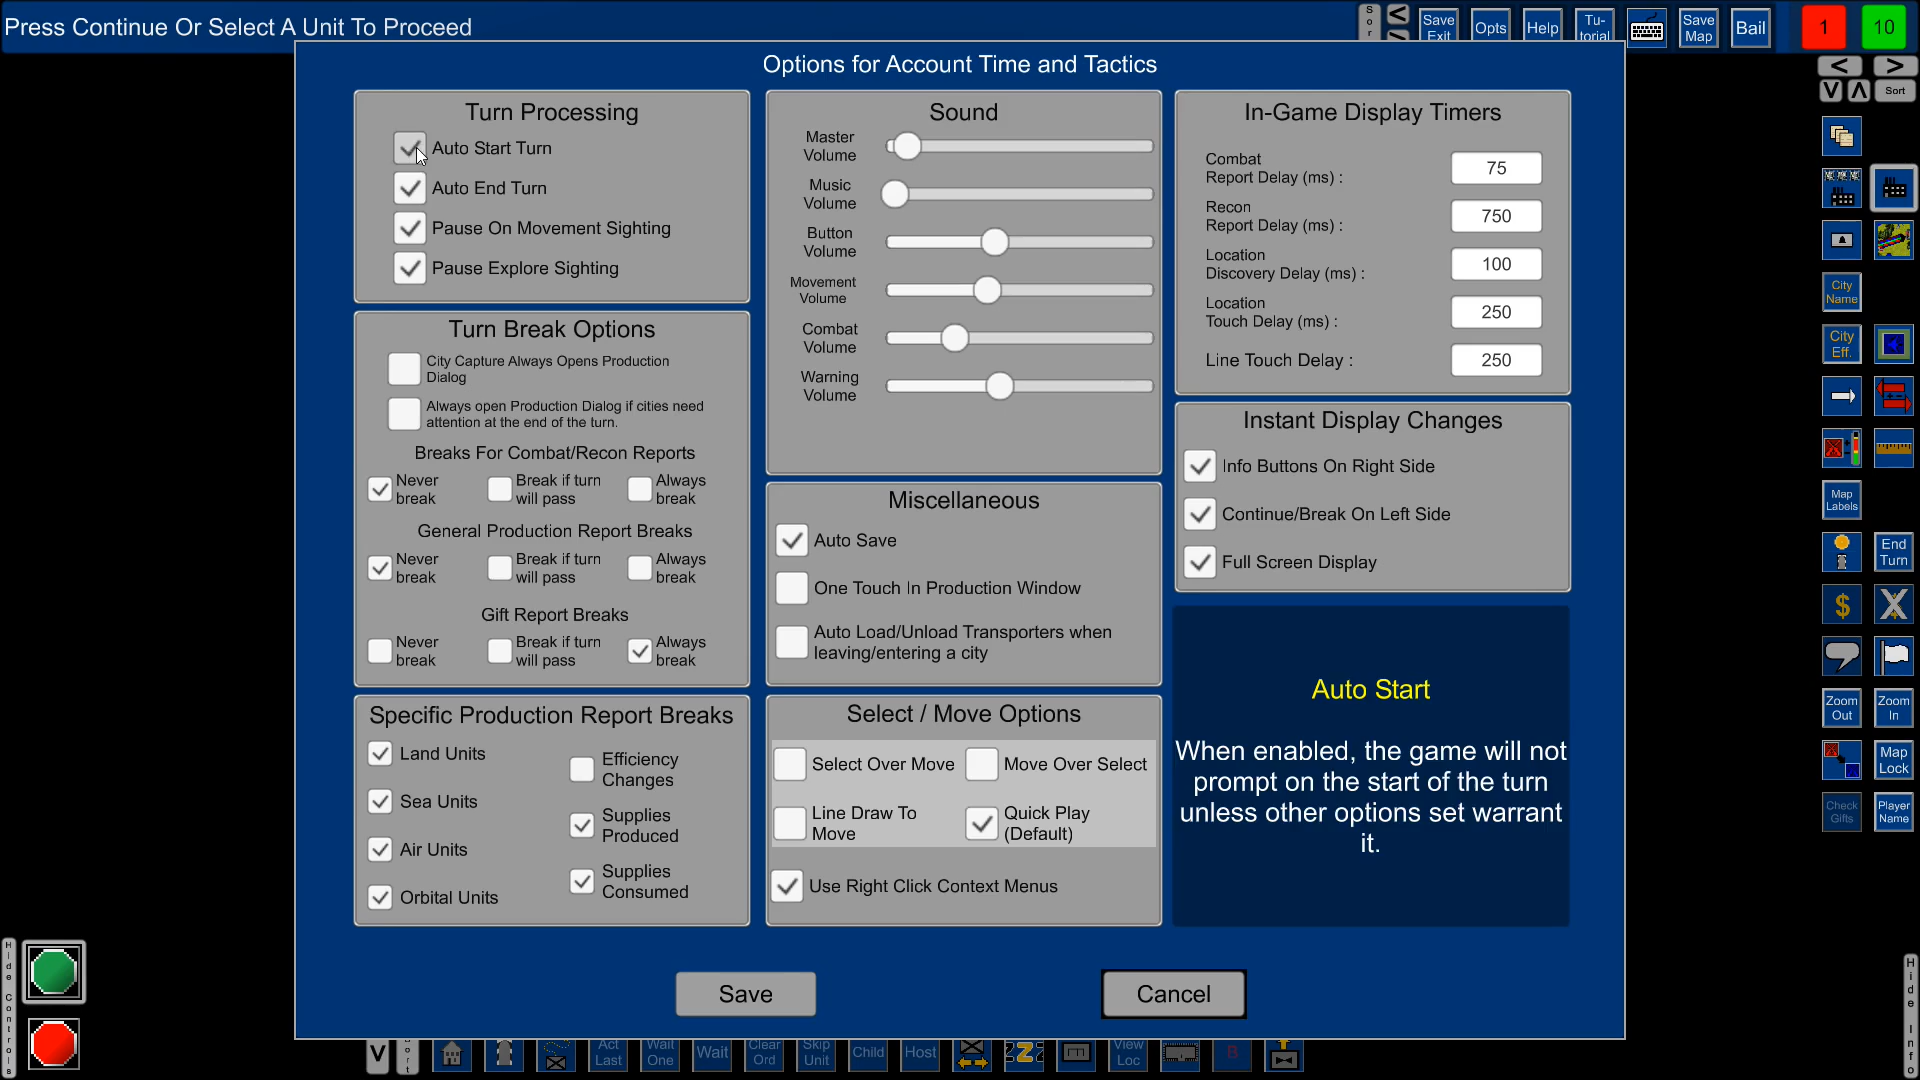 Press Continue Or Select A Unit To Proceed
Save
Exit
Opts
Help
Tu-
torial
Save
Map
Bail
1
10
Sort
Options for Account Time and Tactics
Turn Processing
Auto Start Turn
Auto End Turn
Pause On Movement Sighting
Pause Explore Sighting
Turn Break Options
City Capture Always Opens Production
Dialog
Always open Production Dialog if cities need
attention at the end of the turn.
Breaks For Combat/Recon Reports
Never
break
Break if turn
will pass
Always
break
General Production Report Breaks
Never
break
Break if turn
will pass
Always
break
Gift Report Breaks
Never
break
Break if turn
will pass
Always
break
Specific Production Report Breaks
Land Units
Sea Units
Air Units
Orbital Units
Efficiency
Changes
Supplies
Produced
Supplies
Consumed
Sound
Master
Volume
Music
Volume
Button
Volume
Movement
Volume
Combat
Volume
Warning
Volume
Miscellaneous
Auto Save
One Touch In Production Window
Auto Load/Unload Transporters when
leaving/entering a city
Select / Move Options
Select Over Move
Move Over Select
Line Draw To
Move
Quick Play
(Default)
Use Right Click Context Menus
In-Game Display Timers
Combat
Report Delay (ms) :
75
Recon
Report Delay (ms) :
750
Location
Discovery Delay (ms) :
100
Location
Touch Delay (ms) :
250
Line Touch Delay :
250
Instant Display Changes
Info Buttons On Right Side
Continue/Break On Left Side
Full Screen Display
Auto Start
When enabled, the game will not
prompt on the start of the turn
unless other options set warrant
it.
Save
Cancel
City
Name
City
Eff.
Map
Labels
End
Turn
$
X
Zoom
Out
Zoom
In
Map
Lock
Check
Gifts
Player
Name
Hide Controls
Hide Info
Act
Last
Wait
One
Wait
Clear
Ord
Skip
Unit
Child
Host
View
Loc
B